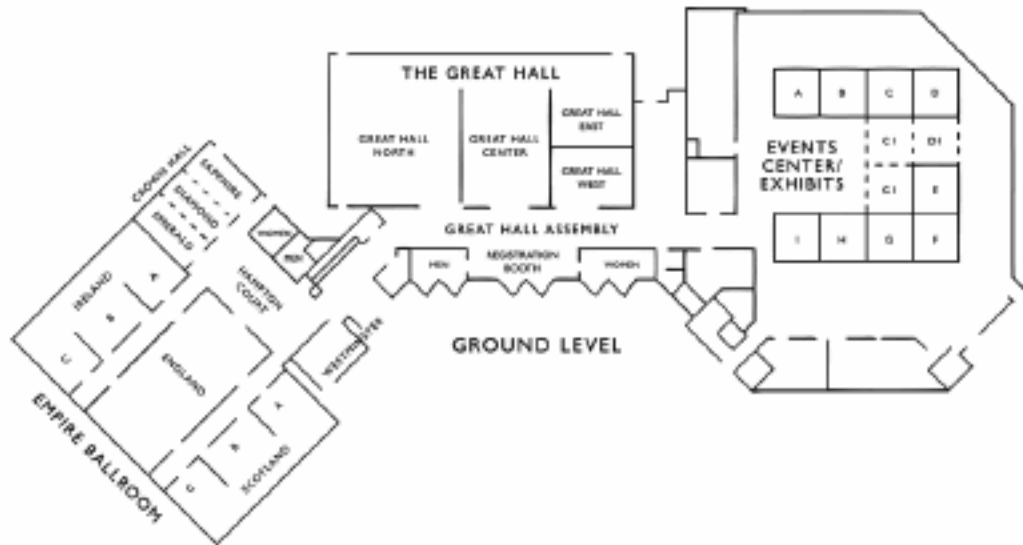 THE GREAT HALL
GREAT HALL
NORTH
GREAT HALL
CENTER
GREAT HALL
EAST
GREAT HALL
WEST
GREAT HALL ASSEMBLY
MEN
REGISTRATION
BOOTH
WOMEN
GROUND LEVEL
EVENTS
CENTER/
EXHIBITS
A
B
C
D
C1
D1
C1
E
I
H
G
F
CROWN HALL
SAPPHIRE
DIAMOND
EMERALD
WOMEN
MEN
HAMPTON
COURT
IRELAND
A
B
C
ENGLAND
WESTMINSTER
SCOTLAND
A
B
C
EMPIRE BALLROOM